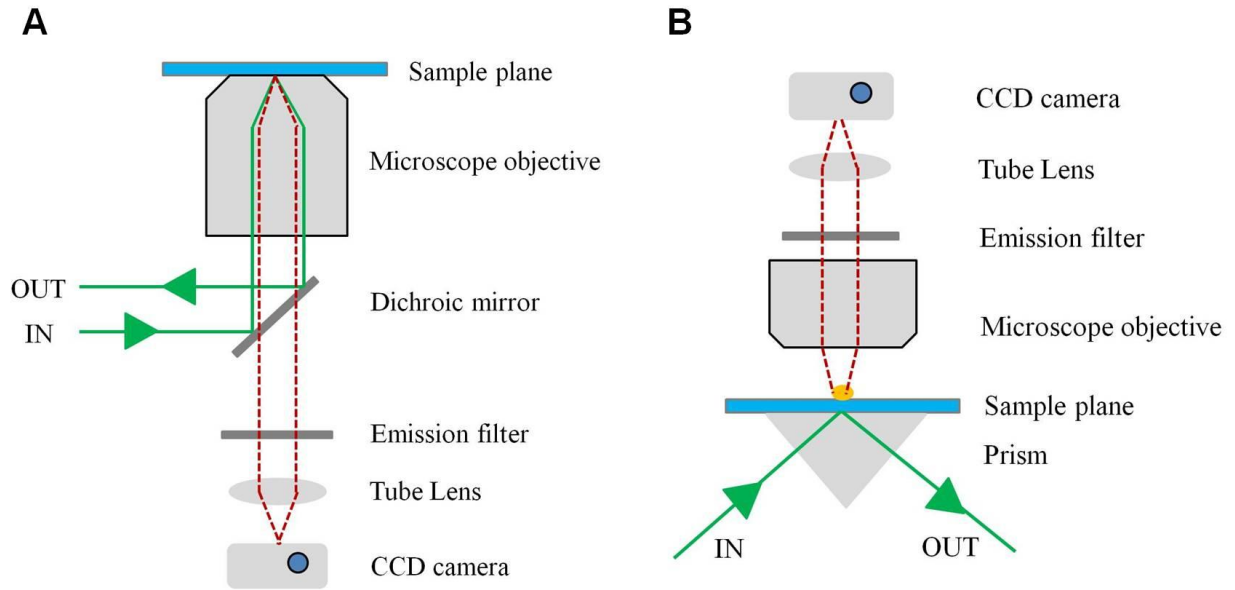 A
Sample plane
Microscope objective
OUT
Dichroic mirror
IN
Emission filter
Tube Lens
CCD camera
B
CCD camera
Tube Lens
Emission filter
Microscope objective
Sample plane
Prism
IN
OUT